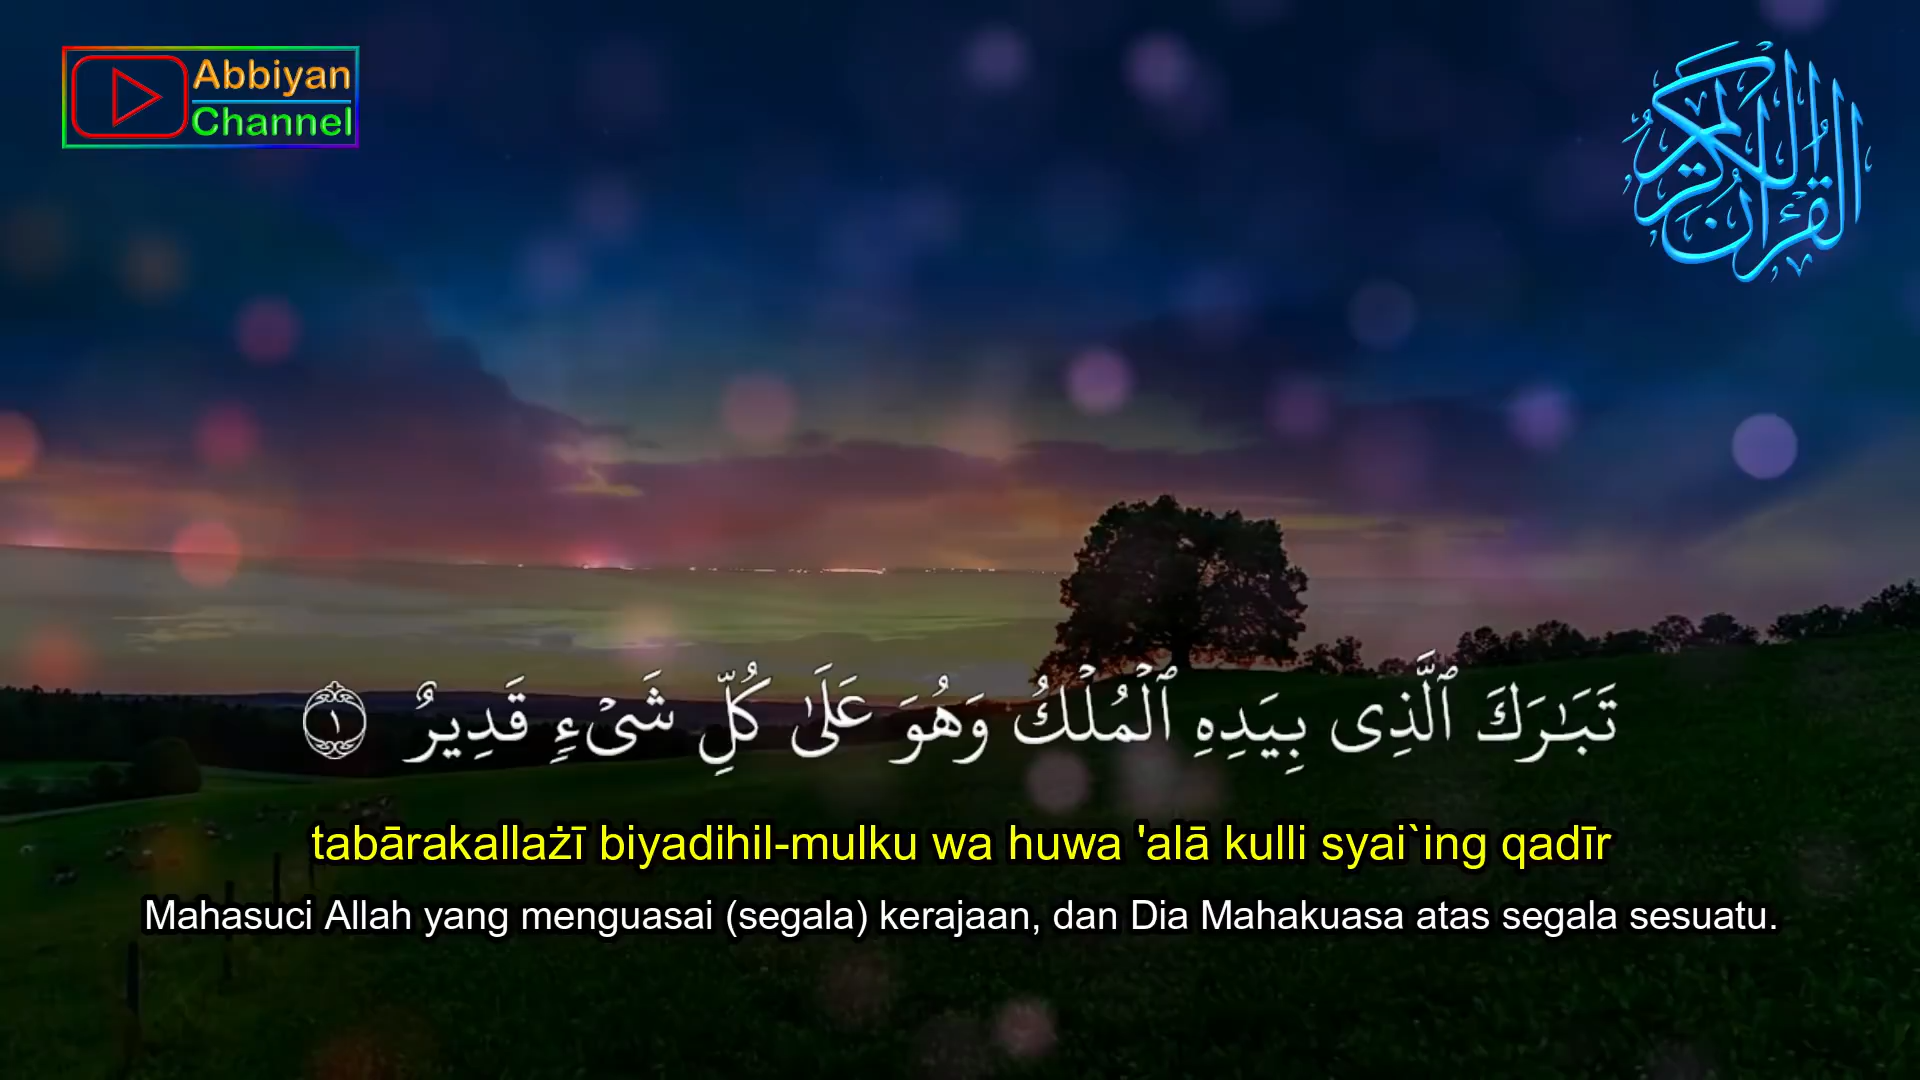 Abbiyan
Channel
القرآن الكريم
تَبَـٰرَكَ ٱلَّذِى بِيَدِهِ ٱلْمُلْكُ وَهُوَ عَلَىٰ كُلِّ شَىْءٍ قَدِيرٌ ١
tabārakallażī biyadihil-mulku wa huwa 'alā kulli syai`ing qadīr
Mahasuci Allah yang menguasai (segala) kerajaan, dan Dia Mahakuasa atas segala sesuatu.